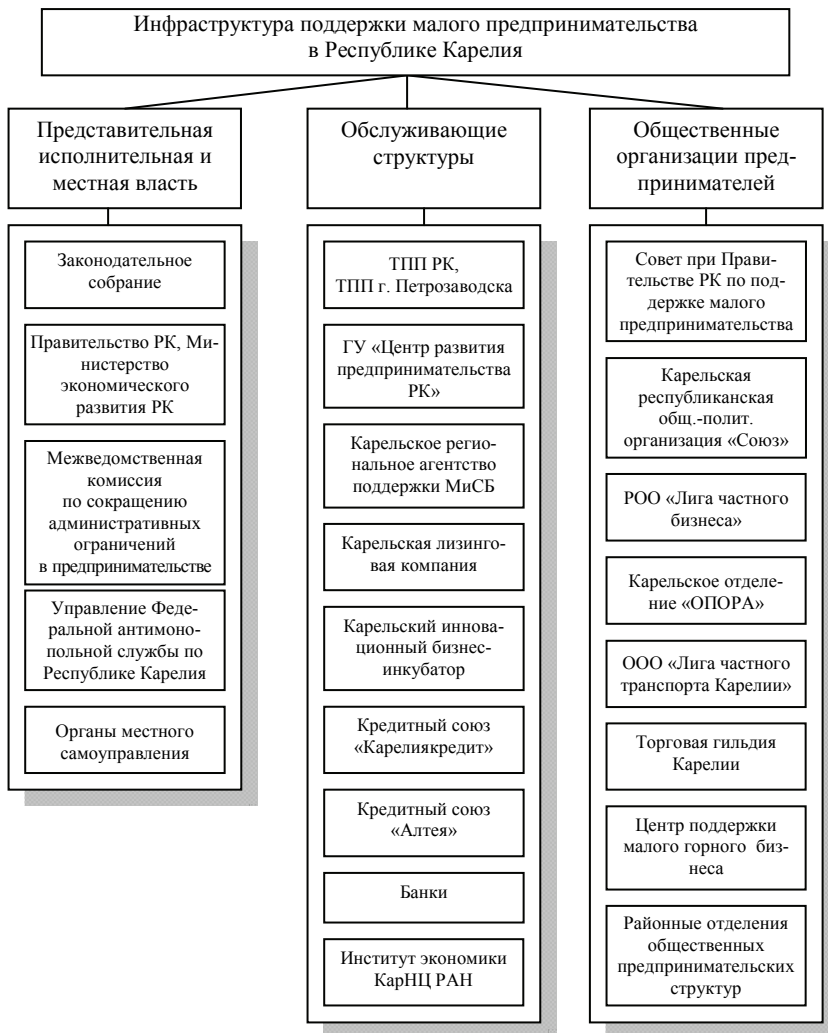 Инфраструктура поддержки малого предпринимательства
в Республике Карелия
Представительная
исполнительная и
местная власть
Законодательное
собрание
Правительство РК, Ми-
нистерство
экономического
развития РК
Межведомственная
комиссия
по сокращению
административных
ограничений
в предпринимательстве
Управление Феде-
ральной антимоно-
польной службы по
Республике Карелия
Органы местного
самоуправления
Обслуживающие
структуры
ТПП РК,
ТПП г. Петрозаводска
ГУ «Центр развития
предпринимательства
РК»
Карельское регио-
нальное агентство
поддержки МиСБ
Карельская лизинго-
вая компания
Карельский иннова-
ционный бизнес-
инкубатор
Кредитный союз
«Карелиякредит»
Кредитный союз
«Алтея»
Банки
Институт экономики
КарНЦ РАН
Общественные
организации пред-
принимателей
Совет при Прави-
тельстве РК по под-
держке малого
предпринимательства
Карельская
республиканская
общ.-полит.
организация «Союз»
РОО «Лига частного
бизнеса»
Карельское отделе-
ние «ОПОРА»
ООО «Лига частного
транспорта Карелии»
Торговая гильдия
Карелии
Центр поддержки
малого горного биз-
неса
Районные отделения
общественных
предпринимательских
структур